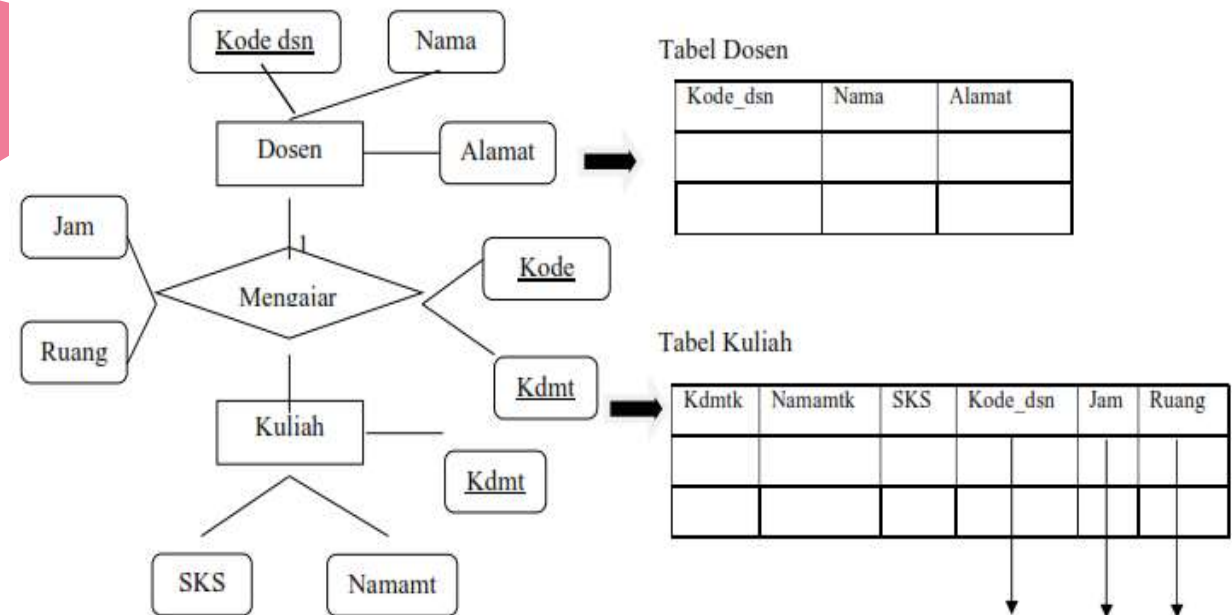 Kode dsn
Nama
Dosen
Alamat
Jam
1
Mengajar
Ruang
Kode
Kdmt
Kuliah
Kdmt
SKS
Namamt
Tabel Dosen
Kode_dsn Nama Alamat
Tabel Kuliah
Kdmtk Namamtk SKS Kode_dsn Jam Ruang